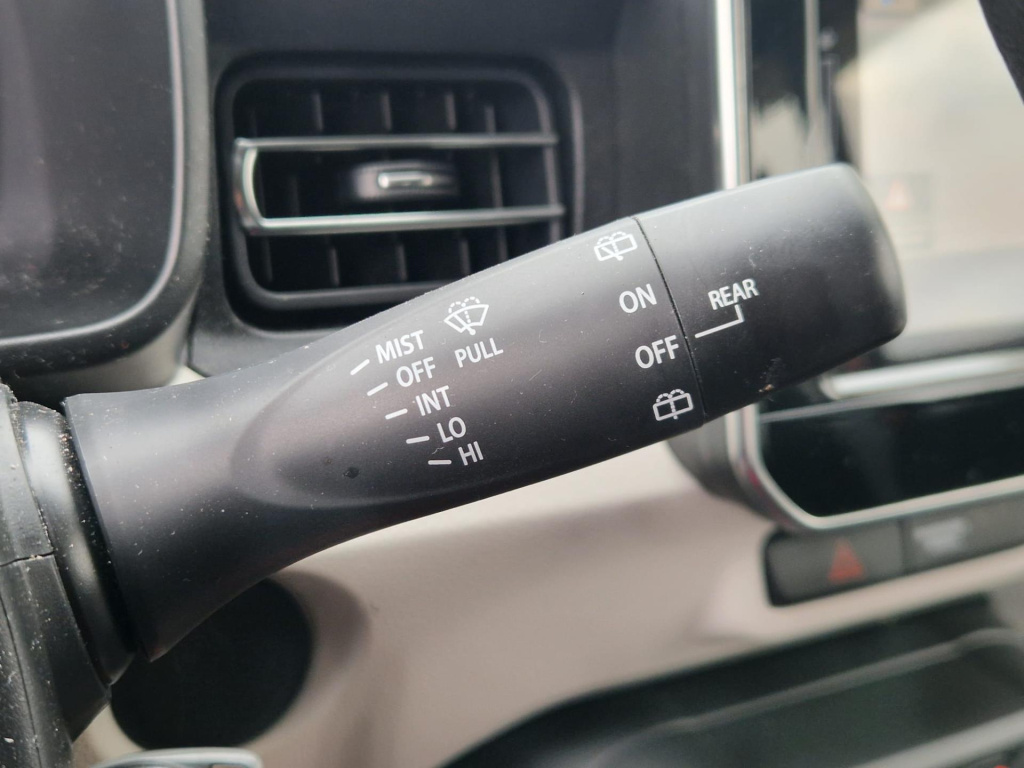 MIST
OFF PULL
INT
LO
HI
ON
OFF
REAR